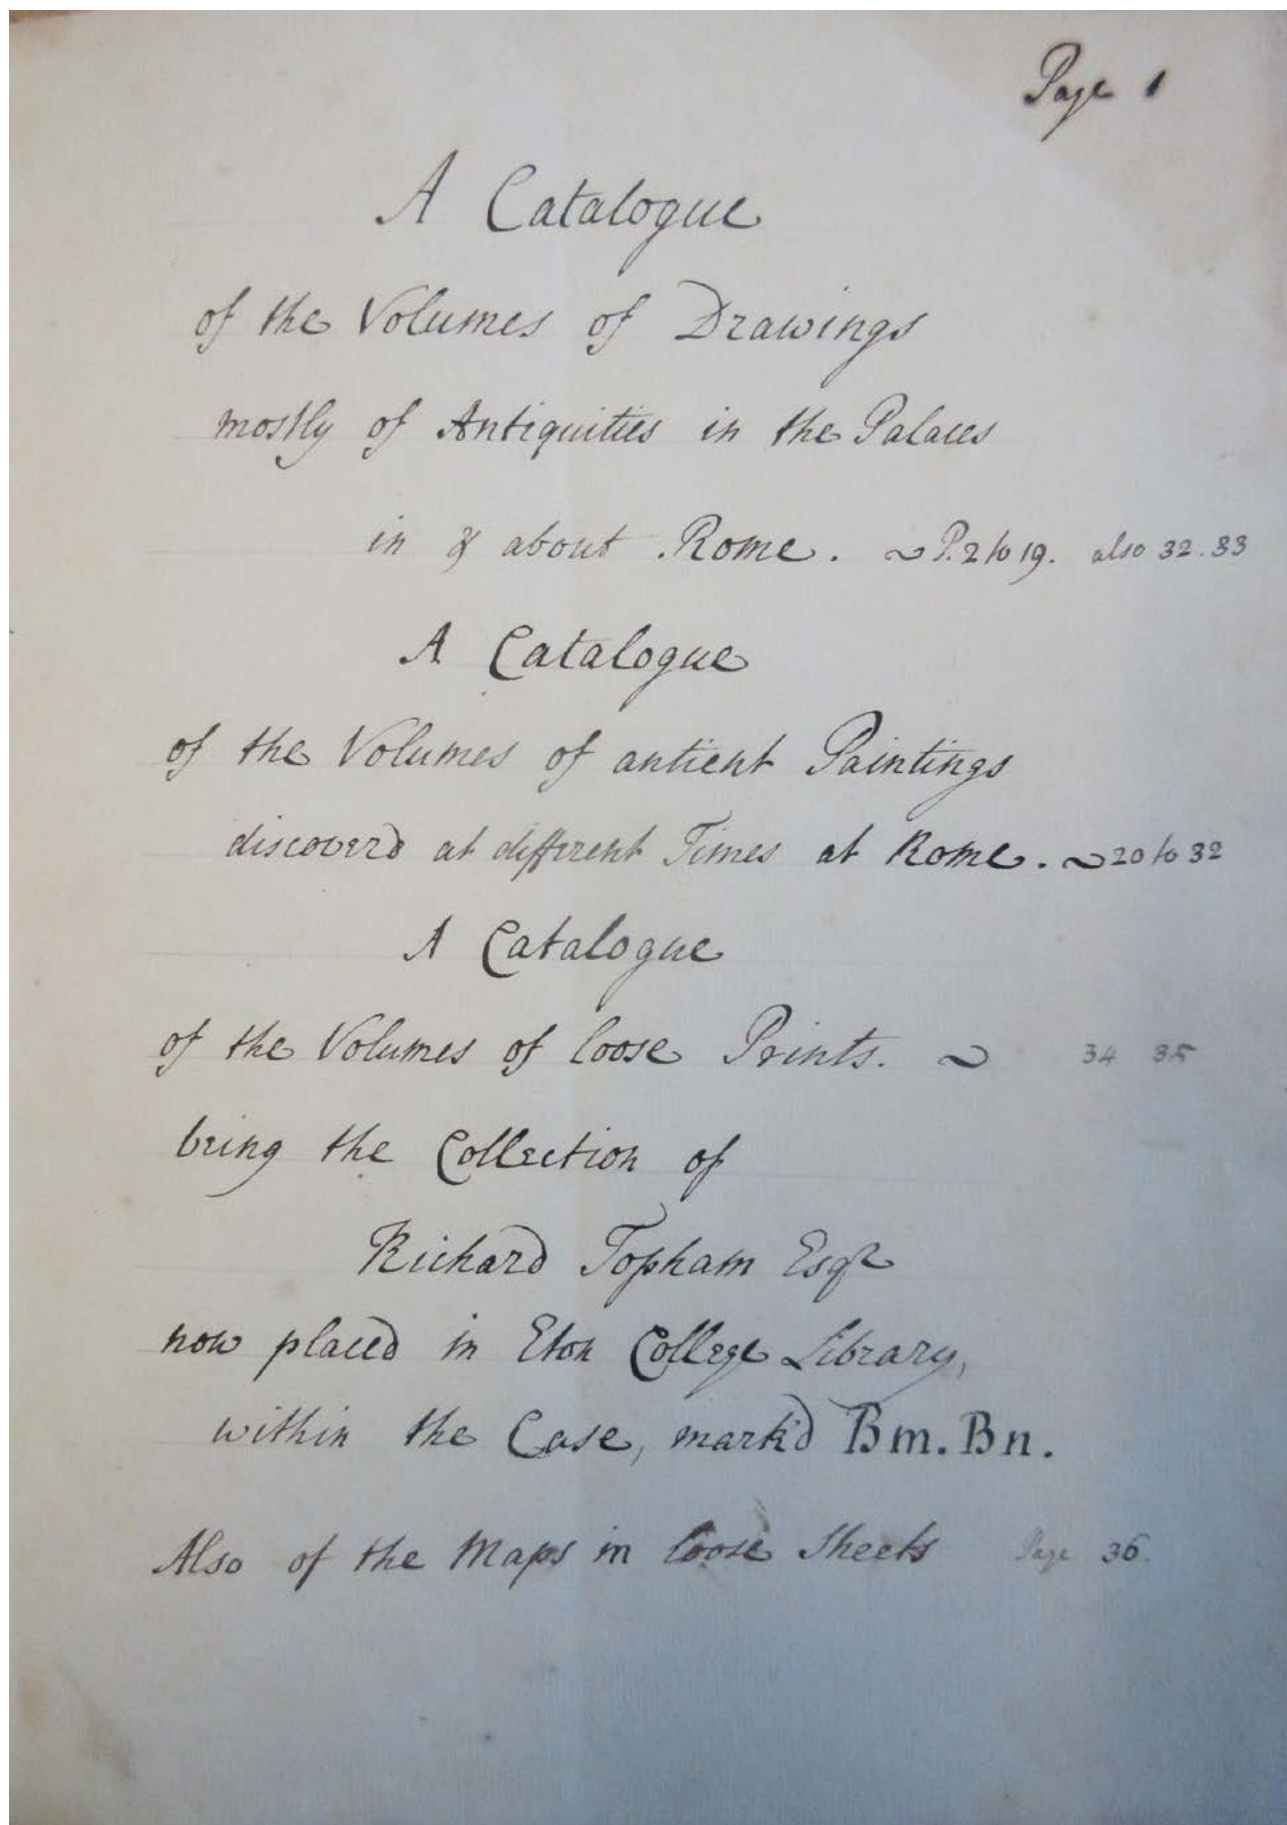 Page 1
A Catalogue
of the Volumes of Drawings
mostly of Antiquities in the Palaces
in & about Rome. ~ P. 2 to 19. also 32. 33
A Catalogue
of the Volumes of antient Paintings
discoverd at different Times at Rome. ~ 20 to 32
A Catalogue
of the Volumes of loose Prints. ~ 34 35
being the Collection of
Richard Topham Esqr
now placed in Eton College Library,
within the Case, mark'd Bm. Bn.
Also of the Maps in loose Sheets Page 36.